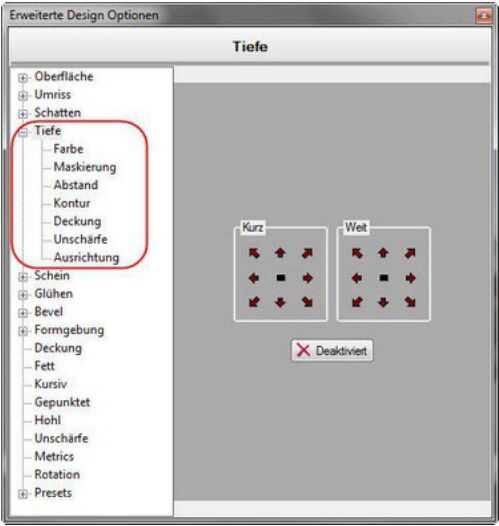 Erweiterte Design Optionen
Tiefe
Oberfläche
Umriss
Schatten
Tiefe
Farbe
Maskierung
Abstand
Kontur
Deckung
Unschärfe
Ausrichtung
Schein
Glühen
Bevel
Formgebung
Deckung
Fett
Kursiv
Gepunktet
Hohl
Unschärfe
Metrics
Rotation
Presets
Kurz
Weit
Deaktiviert